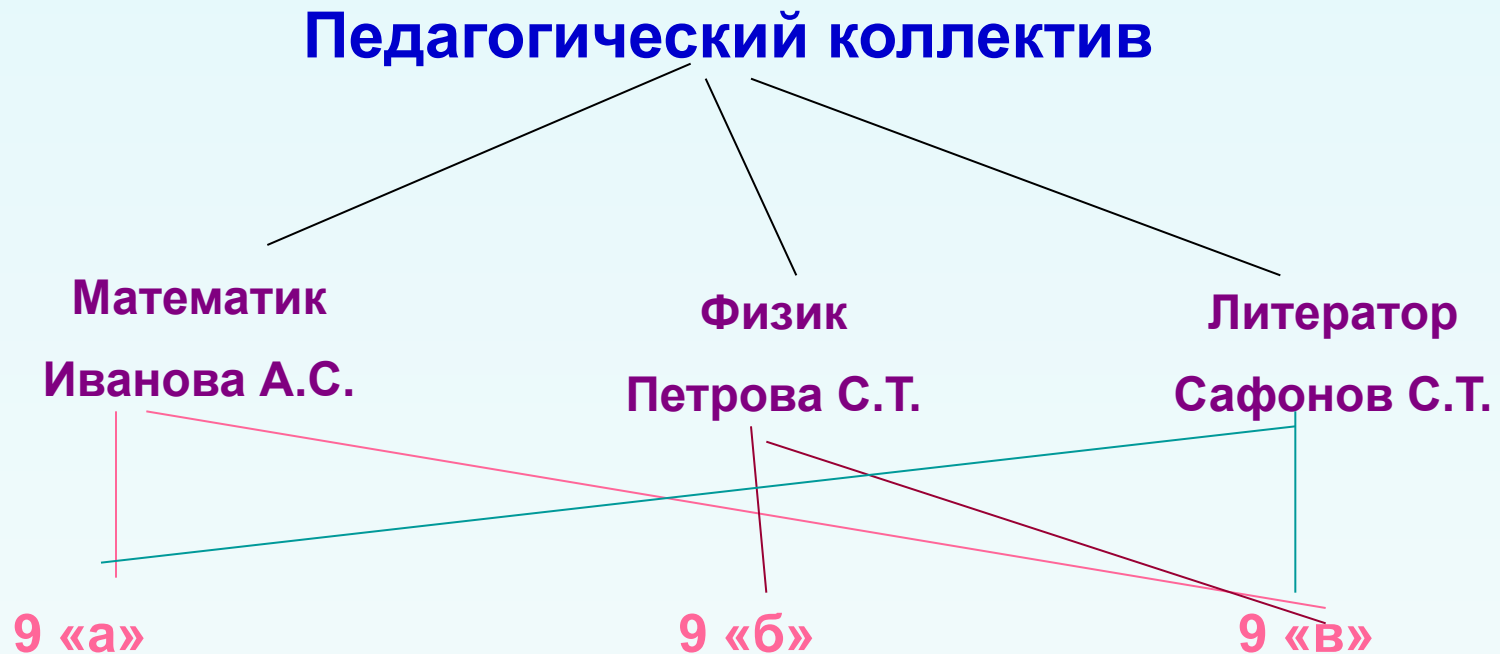 Педагогический коллектив
Математик
Иванова А.С.
Физик
Петрова С.Т.
Литератор
Сафонов С.Т.
9 «а»
9 «б»
9 «в»